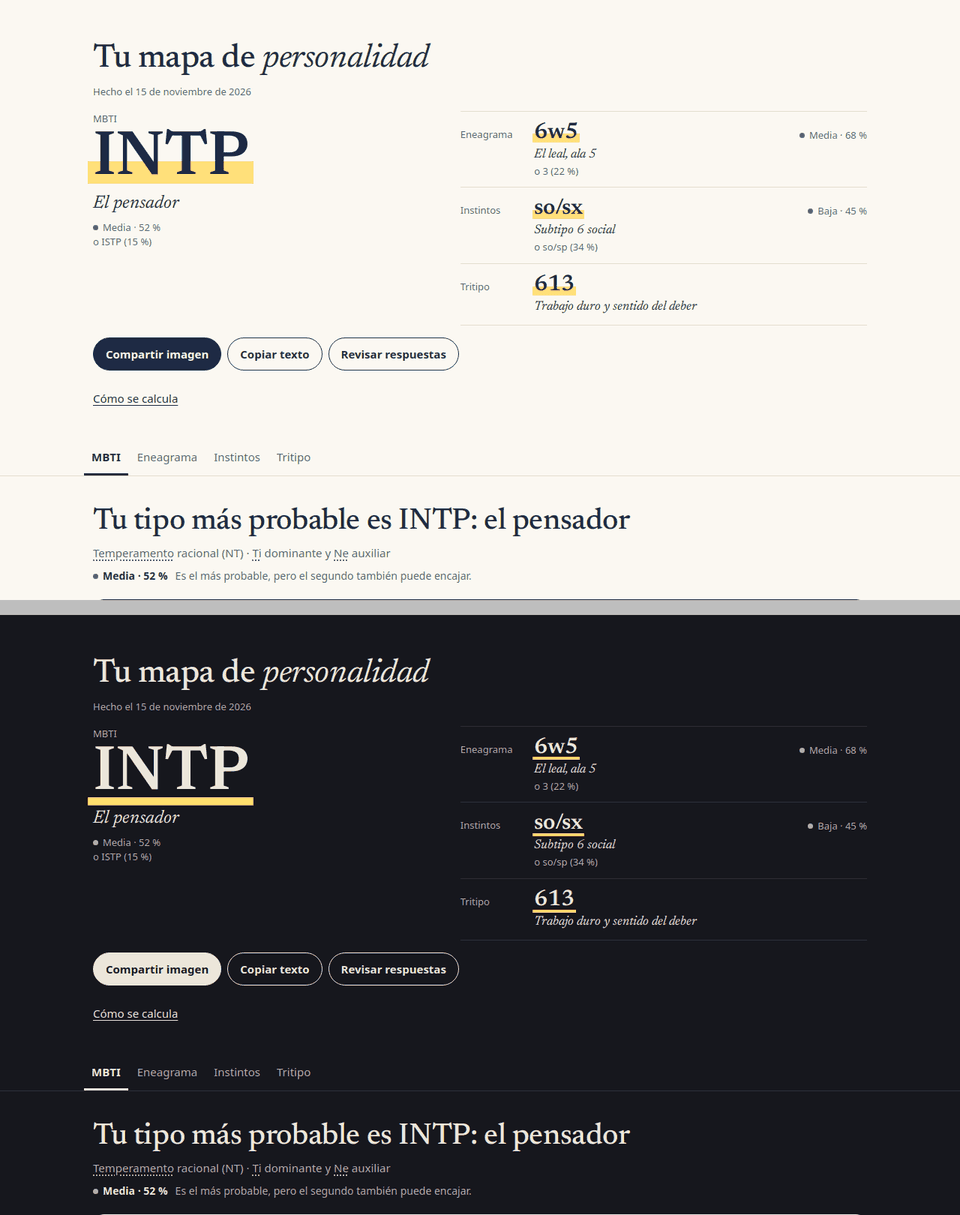 Tu mapa de personalidad
Hecho el 15 de noviembre de 2026
MBTI
INTP
El pensador
Media · 52 %
o ISTP (15 %)
Eneagrama
6w5
El leal, ala 5
o 3 (22 %)
Media · 68 %
Instintos
so/sx
Subtipo 6 social
o so/sp (34 %)
Baja · 45 %
Tritipo
613
Trabajo duro y sentido del deber
Compartir imagen
Copiar texto
Revisar respuestas
Cómo se calcula
MBTI
Eneagrama
Instintos
Tritipo
Tu tipo más probable es INTP: el pensador
Temperamento racional (NT) · Ti dominante y Ne auxiliar
Media · 52 % Es el más probable, pero el segundo también puede encajar.
Tu mapa de personalidad
Hecho el 15 de noviembre de 2026
MBTI
INTP
El pensador
Media · 52 %
o ISTP (15 %)
Eneagrama
6w5
El leal, ala 5
o 3 (22 %)
Media · 68 %
Instintos
so/sx
Subtipo 6 social
o so/sp (34 %)
Baja · 45 %
Tritipo
613
Trabajo duro y sentido del deber
Compartir imagen
Copiar texto
Revisar respuestas
Cómo se calcula
MBTI
Eneagrama
Instintos
Tritipo
Tu tipo más probable es INTP: el pensador
Temperamento racional (NT) · Ti dominante y Ne auxiliar
Media · 52 % Es el más probable, pero el segundo también puede encajar.